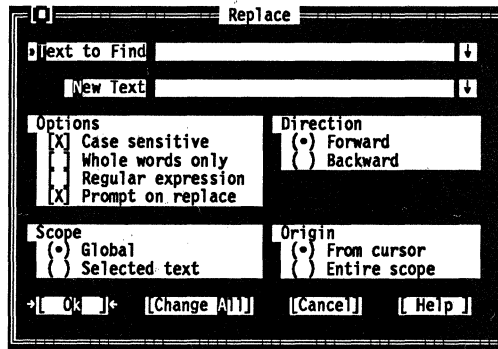 Replace
Text to Find
New Text
Options
[X] Case sensitive
[ ] Whole words only
[ ] Regular expression
[X] Prompt on replace
Direction
(•) Forward
( ) Backward
Scope
(•) Global
( ) Selected text
Origin
(•) From cursor
( ) Entire scope
[ Ok ] [Change All] [Cancel] [ Help ]